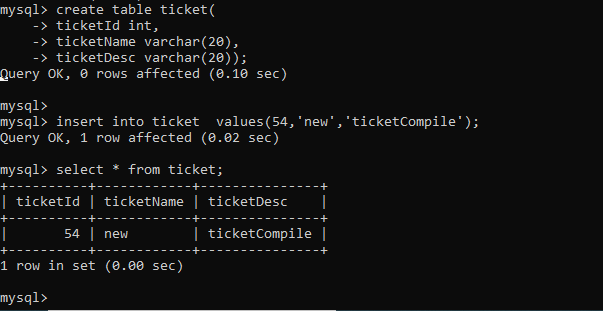 mysql> create table ticket(
    -> ticketId int,
    -> ticketName varchar(20),
    -> ticketDesc varchar(20));
Query OK, 0 rows affected (0.10 sec)
mysql>
mysql> insert into ticket  values(54,'new','ticketCompile');
Query OK, 1 row affected (0.02 sec)
mysql> select * from ticket;
+----------+------------+---------------+
| ticketId | ticketName | ticketDesc    |
+----------+------------+---------------+
|       54 | new        | ticketCompile |
+----------+------------+---------------+
1 row in set (0.00 sec)
mysql>